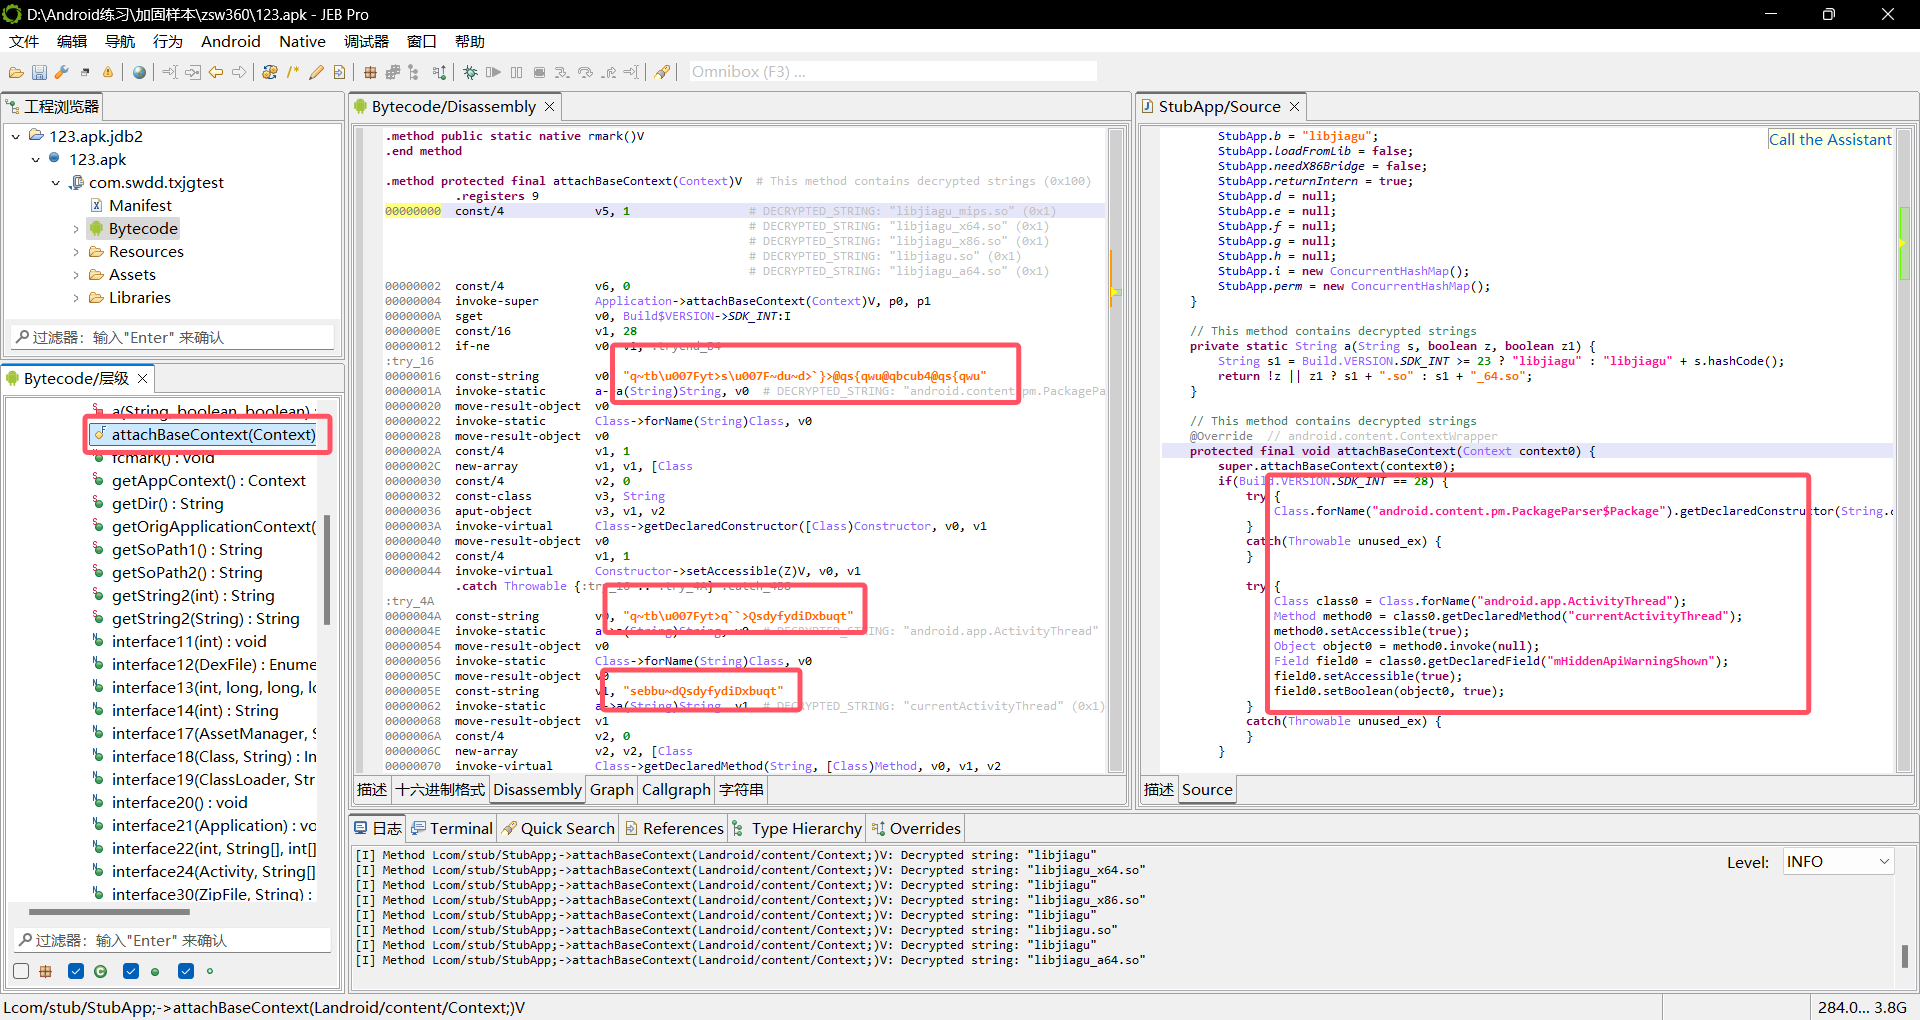 D:\Android练习\加固样本\zsw360\123.apk - JEB Pro
文件 编辑 导航 行为 Android Native 调试器 窗口 帮助
Omnibox (F3) ...
工程浏览器
123.apk.jdb2
123.apk
com.swdd.txjgtest
Manifest
Bytecode
Resources
Assets
Libraries
过滤器：输入"Enter" 来确认
Bytecode/层级
a(String, boolean, boolean) :
attachBaseContext(Context)
fcmark() : void
getAppContext() : Context
getDir() : String
getOrigApplicationContext(
getSoPath1() : String
getSoPath2() : String
getString2(int) : String
getString2(String) : String
interface11(int) : void
interface12(DexFile) : Enume
interface13(int, long, long, lo
interface14(int) : String
interface17(AssetManager, S
interface18(Class, String) : In
interface19(ClassLoader, Str
interface20() : void
interface21(Application) : vo
interface22(int, String[], int[]
interface24(Activity, String[]
interface30(ZipFile, String) :
过滤器：输入"Enter" 来确认
Bytecode/Disassembly
.method public static native rmark()V
.end method
.method protected final attachBaseContext(Context)V # This method contains decrypted strings (0x100)
.registers 9
00000000 const/4 v5, 1 # DECRYPTED_STRING: "libjiagu_mips.so" (0x1)
# DECRYPTED_STRING: "libjiagu_x64.so" (0x1)
# DECRYPTED_STRING: "libjiagu_x86.so" (0x1)
# DECRYPTED_STRING: "libjiagu.so" (0x1)
# DECRYPTED_STRING: "libjiagu_a64.so" (0x1)
00000002 const/4 v6, 0
00000004 invoke-super Application->attachBaseContext(Context)V, p0, p1
0000000A sget v0, Build$VERSION->SDK_INT:I
0000000E const/16 v1, 28
00000012 if-ne v0, v1, :tryend_B4
:try_16
00000016 const-string v0, "q~tb\u007Fyt>s\u007F~du~d>`}>@qs{qwu@qbcub4@qs{qwu"
0000001A invoke-static a->a(String)String, v0 # DECRYPTED_STRING: "android.content.pm.PackagePa
00000020 move-result-object v0
00000022 invoke-static Class->forName(String)Class, v0
00000028 move-result-object v0
0000002A const/4 v1, 1
0000002C new-array v1, v1, [Class
00000030 const/4 v2, 0
00000032 const-class v3, String
00000036 aput-object v3, v1, v2
0000003A invoke-virtual Class->getDeclaredConstructor([Class)Constructor, v0, v1
00000040 move-result-object v0
00000042 const/4 v1, 1
00000044 invoke-virtual Constructor->setAccessible(Z)V, v0, v1
.catch Throwable {:try_16 .. :try_4A} :catch_4B6
:try_4A
0000004A const-string v0, "q~tb\u007Fyt>q``>QsdyfydiDxbuqt"
0000004E invoke-static a->a(String)String, v0 # DECRYPTED_STRING: "android.app.ActivityThread"
00000054 move-result-object v0
00000056 invoke-static Class->forName(String)Class, v0
0000005C move-result-object v0
0000005E const-string v1, "sebbu~dQsdyfydiDxbuqt"
00000062 invoke-static a->a(String)String, v1 # DECRYPTED_STRING: "currentActivityThread" (0x1)
00000068 move-result-object v1
0000006A const/4 v2, 0
0000006C new-array v2, v2, [Class
00000070 invoke-virtual Class->getDeclaredMethod(String, [Class)Method, v0, v1, v2
描述 十六进制格式 Disassembly Graph Callgraph 字符串
StubApp/Source
Call the Assistant
StubApp.b = "libjiagu";
StubApp.loadFromLib = false;
StubApp.needX86Bridge = false;
StubApp.returnIntern = true;
StubApp.d = null;
StubApp.e = null;
StubApp.f = null;
StubApp.g = null;
StubApp.h = null;
StubApp.i = new ConcurrentHashMap();
StubApp.perm = new ConcurrentHashMap();
}
// This method contains decrypted strings
private static String a(String s, boolean z, boolean z1) {
String s1 = Build.VERSION.SDK_INT >= 23 ? "libjiagu" : "libjiagu" + s.hashCode();
return !z || z1 ? s1 + ".so" : s1 + "_64.so";
}
// This method contains decrypted strings
@Override // android.content.ContextWrapper
protected final void attachBaseContext(Context context0) {
super.attachBaseContext(context0);
if(Build.VERSION.SDK_INT == 28) {
try {
Class.forName("android.content.pm.PackageParser$Package").getDeclaredConstructor(String.c
}
catch(Throwable unused_ex) {
}
try {
Class class0 = Class.forName("android.app.ActivityThread");
Method method0 = class0.getDeclaredMethod("currentActivityThread");
method0.setAccessible(true);
Object object0 = method0.invoke(null);
Field field0 = class0.getDeclaredField("mHiddenApiWarningShown");
field0.setAccessible(true);
field0.setBoolean(object0, true);
}
catch(Throwable unused_ex) {
}
}
描述 Source
日志 Terminal Quick Search References Type Hierarchy Overrides
[I] Method Lcom/stub/StubApp;->attachBaseContext(Landroid/content/Context;)V: Decrypted string: "libjiagu"
[I] Method Lcom/stub/StubApp;->attachBaseContext(Landroid/content/Context;)V: Decrypted string: "libjiagu_x64.so"
[I] Method Lcom/stub/StubApp;->attachBaseContext(Landroid/content/Context;)V: Decrypted string: "libjiagu"
[I] Method Lcom/stub/StubApp;->attachBaseContext(Landroid/content/Context;)V: Decrypted string: "libjiagu_x86.so"
[I] Method Lcom/stub/StubApp;->attachBaseContext(Landroid/content/Context;)V: Decrypted string: "libjiagu"
[I] Method Lcom/stub/StubApp;->attachBaseContext(Landroid/content/Context;)V: Decrypted string: "libjiagu.so"
[I] Method Lcom/stub/StubApp;->attachBaseContext(Landroid/content/Context;)V: Decrypted string: "libjiagu"
[I] Method Lcom/stub/StubApp;->attachBaseContext(Landroid/content/Context;)V: Decrypted string: "libjiagu_a64.so"
Level: INFO
Lcom/stub/StubApp;->attachBaseContext(Landroid/content/Context;)V
284.0... 3.8G